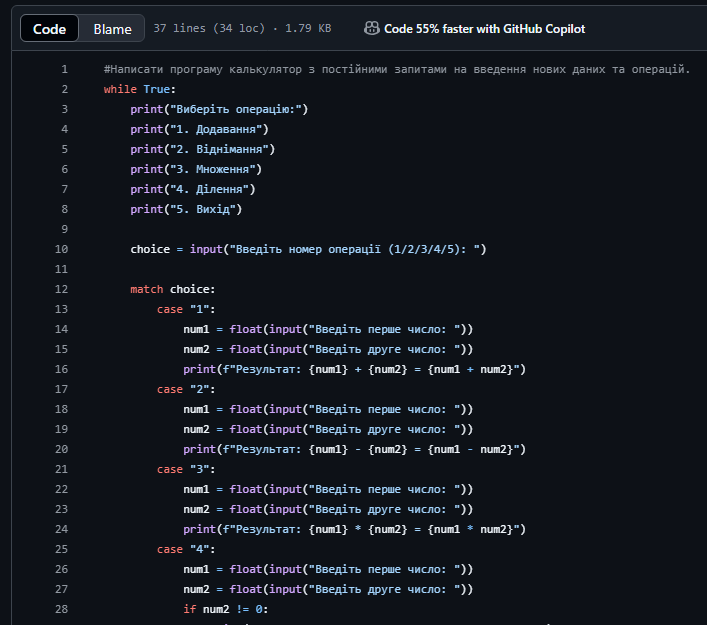 Code Blame 37 lines (34 loc) · 1.79 KB Code 55% faster with GitHub Copilot
1 #Написати програму калькулятор з постійними запитами на введення нових даних та операцій.
2 while True:
3 print("Виберіть операцію:")
4 print("1. Додавання")
5 print("2. Віднімання")
6 print("3. Множення")
7 print("4. Ділення")
8 print("5. Вихід")
9
10 choice = input("Введіть номер операції (1/2/3/4/5): ")
11
12 match choice:
13 case "1":
14 num1 = float(input("Введіть перше число: "))
15 num2 = float(input("Введіть друге число: "))
16 print(f"Результат: {num1} + {num2} = {num1 + num2}")
17 case "2":
18 num1 = float(input("Введіть перше число: "))
19 num2 = float(input("Введіть друге число: "))
20 print(f"Результат: {num1} - {num2} = {num1 - num2}")
21 case "3":
22 num1 = float(input("Введіть перше число: "))
23 num2 = float(input("Введіть друге число: "))
24 print(f"Результат: {num1} * {num2} = {num1 * num2}")
25 case "4":
26 num1 = float(input("Введіть перше число: "))
27 num2 = float(input("Введіть друге число: "))
28 if num2 != 0: